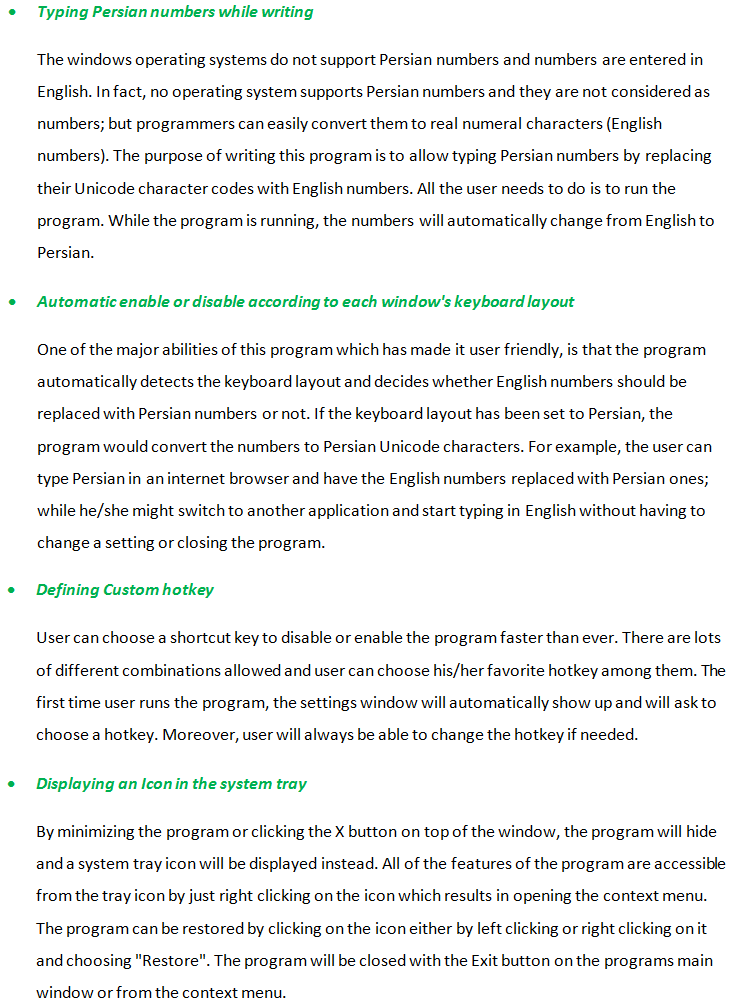 • Typing Persian numbers while writing
The windows operating systems do not support Persian numbers and numbers are entered in
English. In fact, no operating system supports Persian numbers and they are not considered as
numbers; but programmers can easily convert them to real numeral characters (English
numbers). The purpose of writing this program is to allow typing Persian numbers by replacing
their Unicode character codes with English numbers. All the user needs to do is to run the
program. While the program is running, the numbers will automatically change from English to
Persian.
• Automatic enable or disable according to each window's keyboard layout
One of the major abilities of this program which has made it user friendly, is that the program
automatically detects the keyboard layout and decides whether English numbers should be
replaced with Persian numbers or not. If the keyboard layout has been set to Persian, the
program would convert the numbers to Persian Unicode characters. For example, the user can
type Persian in an internet browser and have the English numbers replaced with Persian ones;
while he/she might switch to another application and start typing in English without having to
change a setting or closing the program.
• Defining Custom hotkey
User can choose a shortcut key to disable or enable the program faster than ever. There are lots
of different combinations allowed and user can choose his/her favorite hotkey among them. The
first time user runs the program, the settings window will automatically show up and will ask to
choose a hotkey. Moreover, user will always be able to change the hotkey if needed.
• Displaying an Icon in the system tray
By minimizing the program or clicking the X button on top of the window, the program will hide
and a system tray icon will be displayed instead. All of the features of the program are accessible
from the tray icon by just right clicking on the icon which results in opening the context menu.
The program can be restored by clicking on the icon either by left clicking or right clicking on it
and choosing "Restore". The program will be closed with the Exit button on the programs main
window or from the context menu.